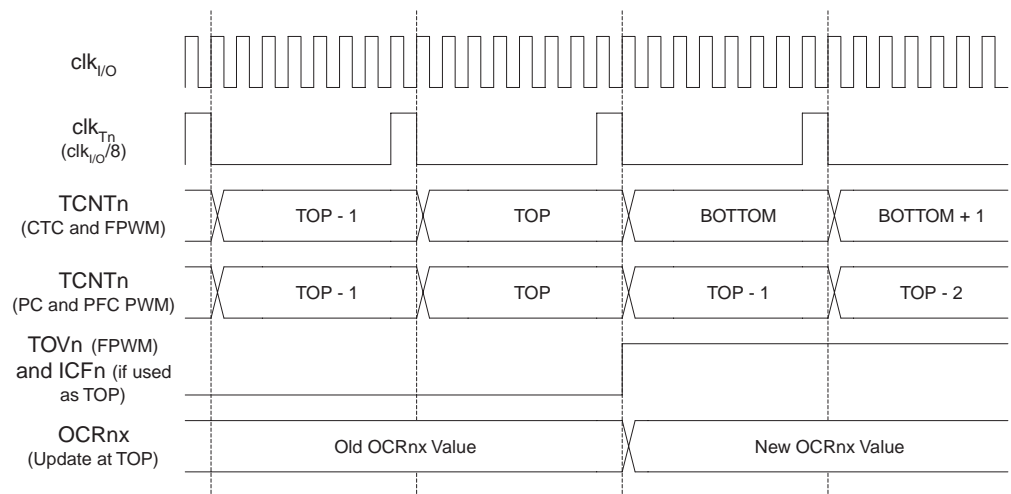 clkI/O
clkTn
(clkI/O/8)
TCNTn
(CTC and FPWM)
TOP - 1 TOP BOTTOM BOTTOM + 1
TCNTn
(PC and PFC PWM)
TOP - 1 TOP TOP - 1 TOP - 2
TOVn (FPWM)
and ICFn (if used
as TOP)
OCRnx
(Update at TOP)
Old OCRnx Value New OCRnx Value